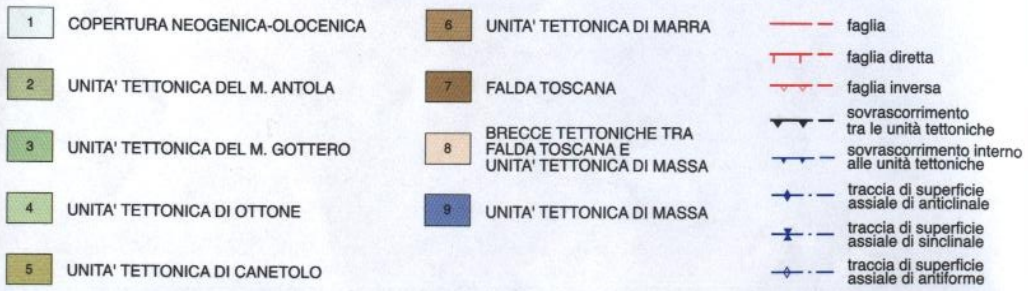 1 COPERTURA NEOGENICA-OLOCENICA
2 UNITA' TETTONICA DEL M. ANTOLA
3 UNITA' TETTONICA DEL M. GOTTERO
4 UNITA' TETTONICA DI OTTONE
5 UNITA' TETTONICA DI CANETOLO
6 UNITA' TETTONICA DI MARRA
7 FALDA TOSCANA
8 BRECCE TETTONICHE TRA
FALDA TOSCANA E
UNITA' TETTONICA DI MASSA
9 UNITA' TETTONICA DI MASSA
faglia
faglia diretta
faglia inversa
sovrascorrimento
tra le unità tettoniche
sovrascorrimento interno
alle unità tettoniche
traccia di superficie
assiale di anticlinale
traccia di superficie
assiale di sinclinale
traccia di superficie
assiale di antiforme